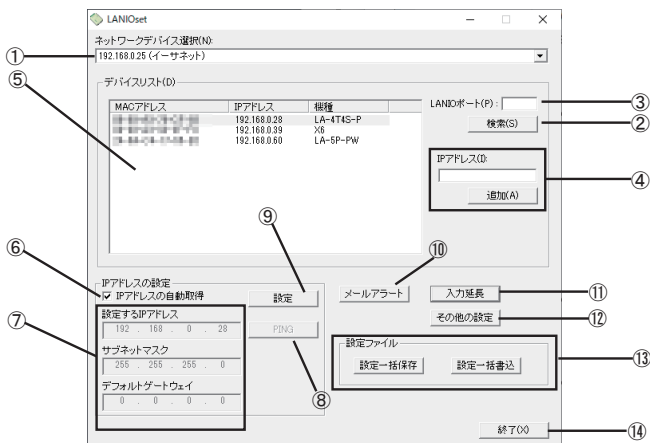 LANIOset
ネットワークデバイス選択(N):
① 192.168.0.25 (イーサネット)
⑤ デバイスリスト(D)
MACアドレス IPアドレス 機種
192.168.0.28 LA-4T4S-P
192.168.0.39 X6
192.168.0.60 LA-5P-PW
LANIOポート(P): ③
検索(S) ②
IPアドレス(I):
④
追加(A)
⑨
⑩
⑥ IPアドレスの設定
IPアドレスの自動取得
設定
メールアラート
入力延長 ⑪
⑦ 設定するIPアドレス
192 . 168 . 0 . 28
PING
⑧
その他の設定 ⑫
サブネットマスク
255 . 255 . 255 . 0
設定ファイル
設定一括保存 設定一括書込 ⑬
デフォルトゲートウェイ
0 . 0 . 0 . 0
終了(X) ⑭